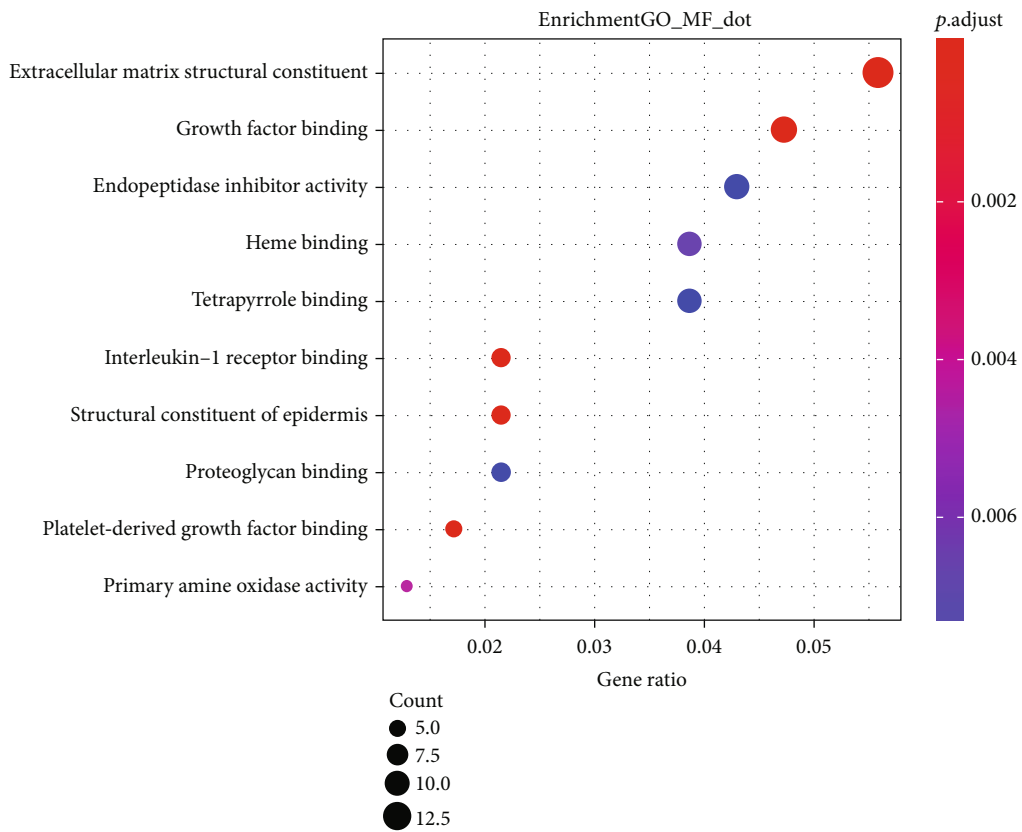 EnrichmentGO_MF_dot
p.adjust
Extracellular matrix structural constituent
Growth factor binding
Endopeptidase inhibitor activity
Heme binding
Tetrapyrrole binding
Interleukin–1 receptor binding
Structural constituent of epidermis
Proteoglycan binding
Platelet-derived growth factor binding
Primary amine oxidase activity
0.002
0.004
0.006
0.02 0.03 0.04 0.05
Gene ratio
Count
5.0
7.5
10.0
12.5